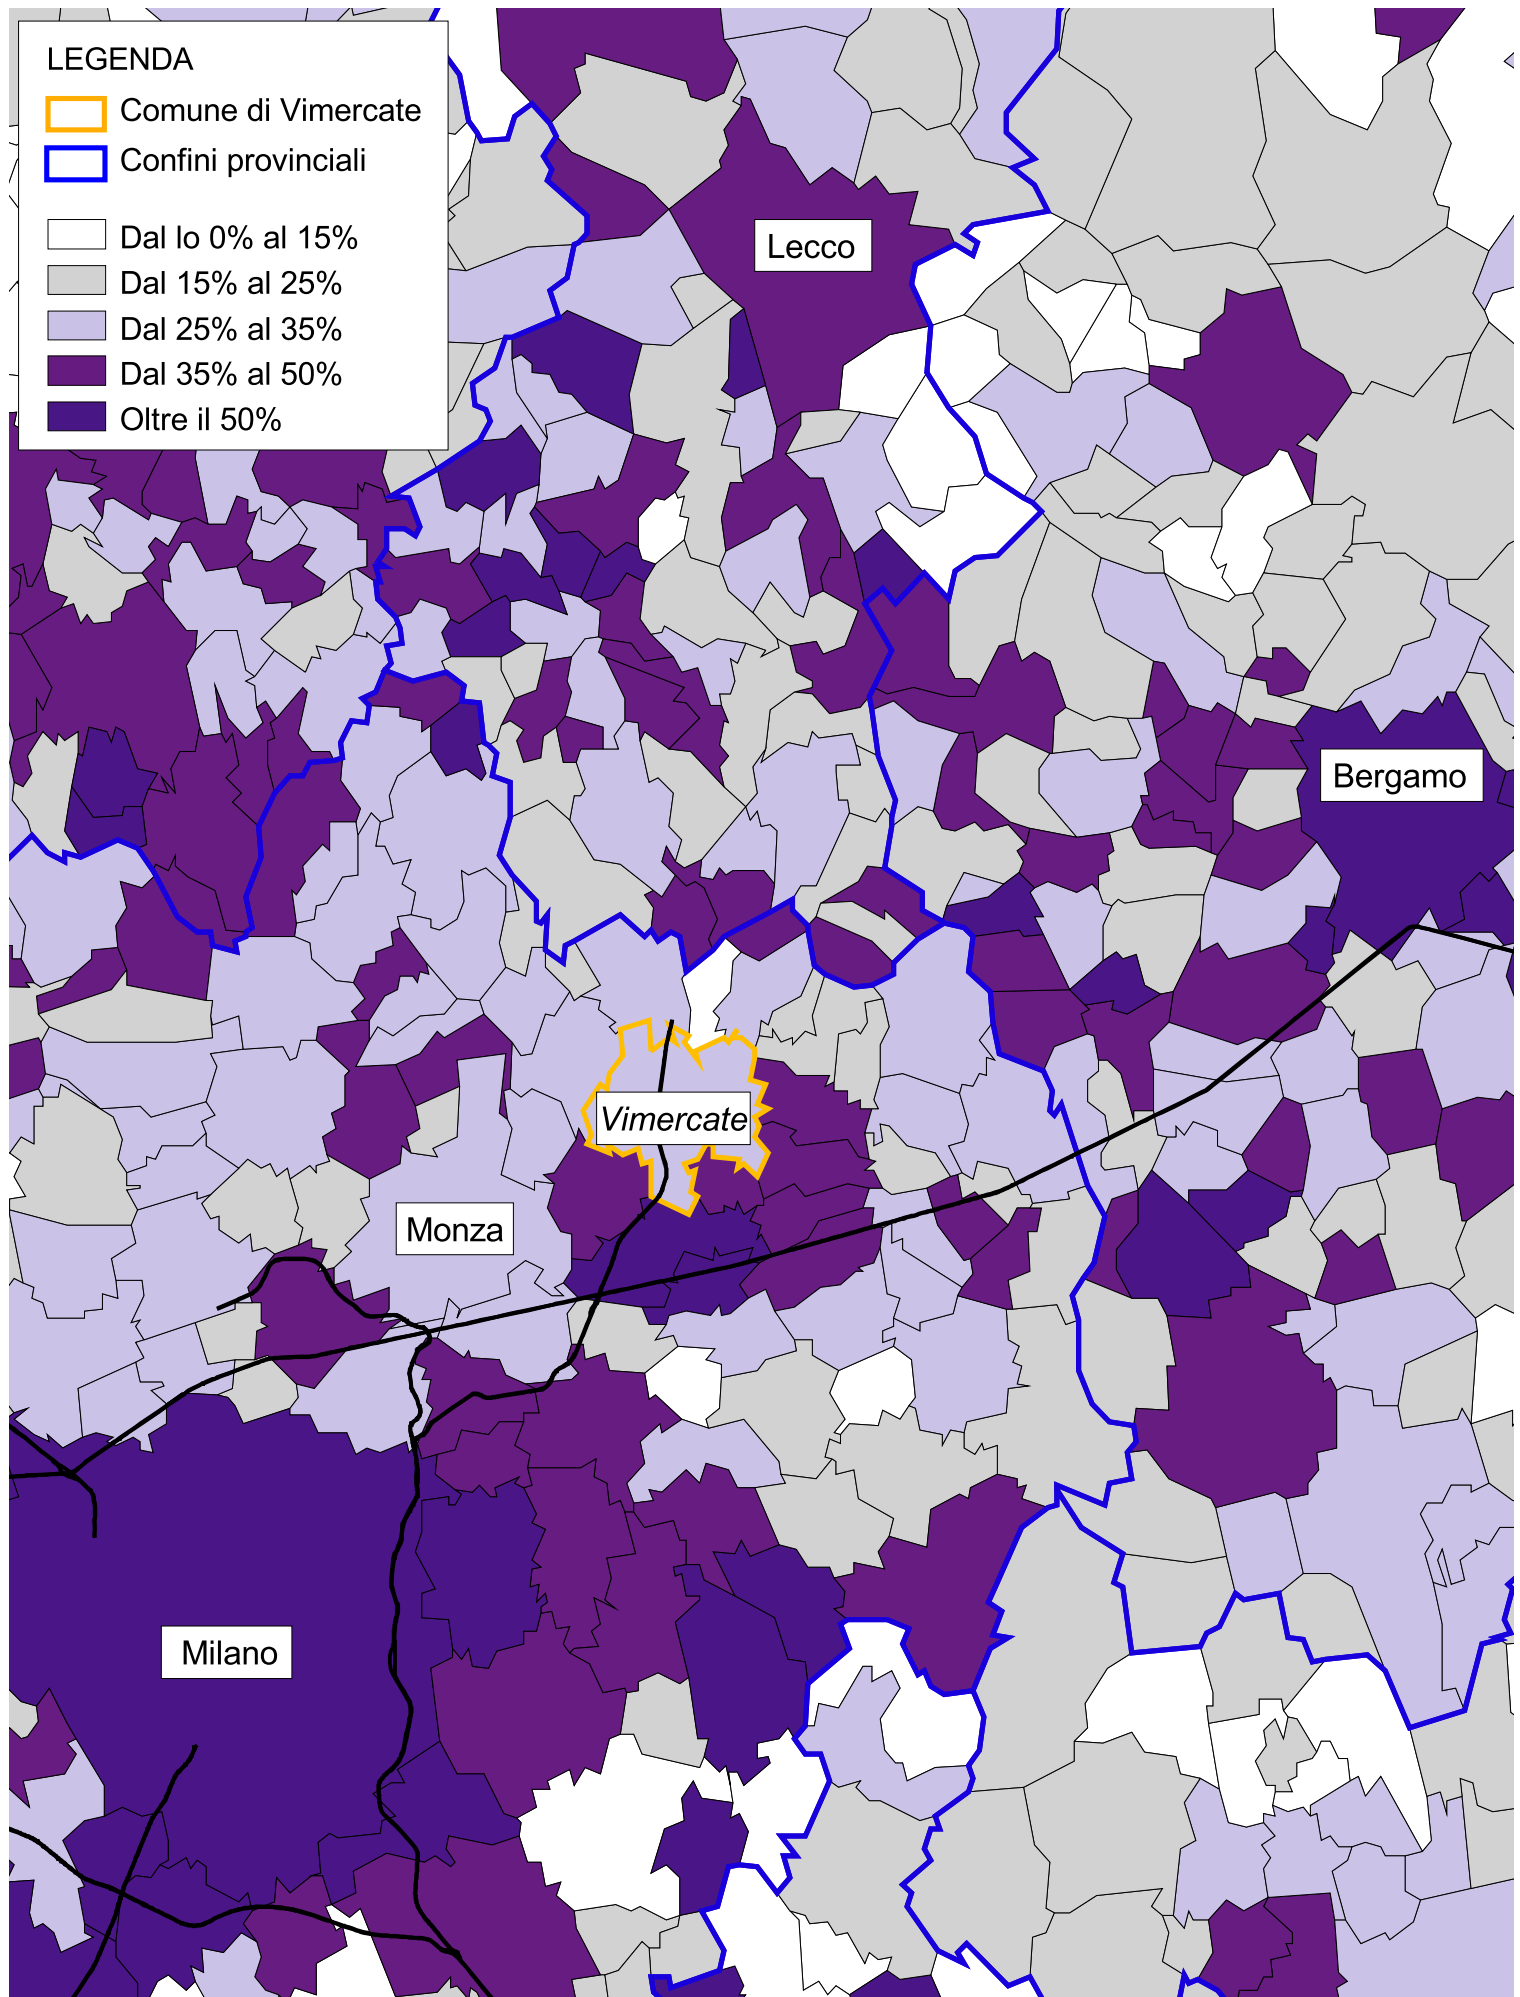 LEGENDA
Comune di Vimercate
Confini provinciali
Dal lo 0% al 15%
Dal 15% al 25%
Dal 25% al 35%
Dal 35% al 50%
Oltre il 50%
Lecco
Bergamo
Vimercate
Monza
Milano